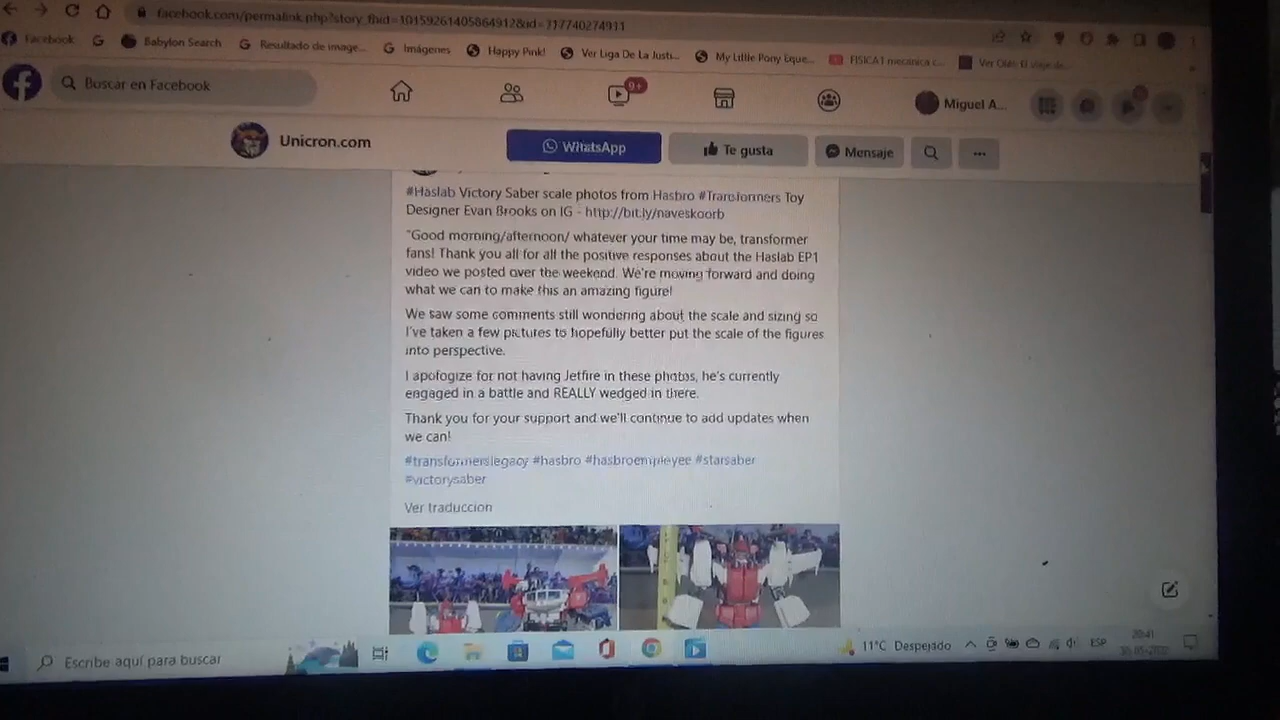 facebook.com/permalink.php?story_fbid=10159261405864912&id=317740274911
Facebook Babylon Search Resultado de image... Imágenes Happy Pink! Ver Liga De La Justi... My Little Pony Eque... FISICA1 mecánica c...
Buscar en Facebook 9+ Miguel A...
Unicron.com WhatsApp Te gusta Mensaje
#Haslab Victory Saber scale photos from Hasbro #Transformers Toy
Designer Evan Brooks on IG - http://bit.ly/naveskoorb
"Good morning/afternoon/ whatever your time may be, transformer
fans! Thank you all for all the positive responses about the Haslab EP1
video we posted over the weekend. We're moving forward and doing
what we can to make this an amazing figure!
We saw some comments still wondering about the scale and sizing so
I've taken a few pictures to hopefully better put the scale of the figures
into perspective.
I apologize for not having Jetfire in these photos, he's currently
engaged in a battle and REALLY wedged in there.
Thank you for your support and we'll continue to add updates when
we can!
#transformerslegacy #hasbro #hasbroemployee #starsaber
#victorysaber
Ver traducción
Escribe aquí para buscar 11°C Despejado ESP 20:41